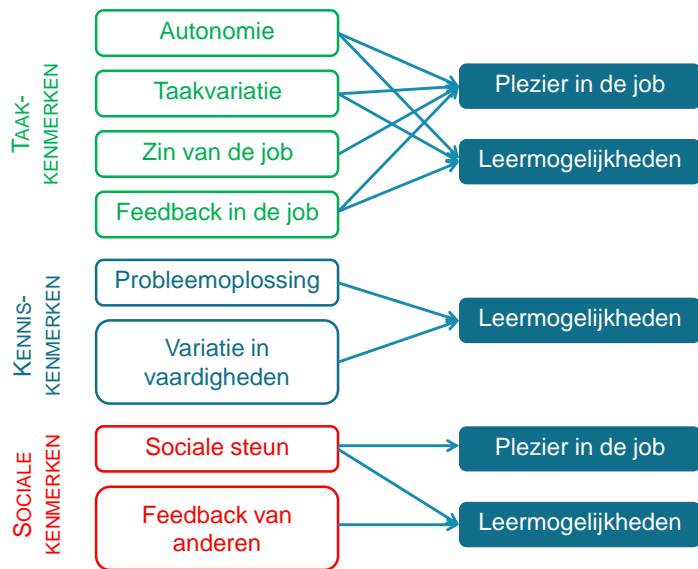 TAAK-
KENMERKEN
Autonomie
Taakvariatie
Zin van de job
Feedback in de job
Plezier in de job
Leermogelijkheden
KENNIS-
KENMERKEN
Probleemoplossing
Variatie in
vaardigheden
Leermogelijkheden
SOCIALE
KENMERKEN
Sociale steun
Feedback van
anderen
Plezier in de job
Leermogelijkheden